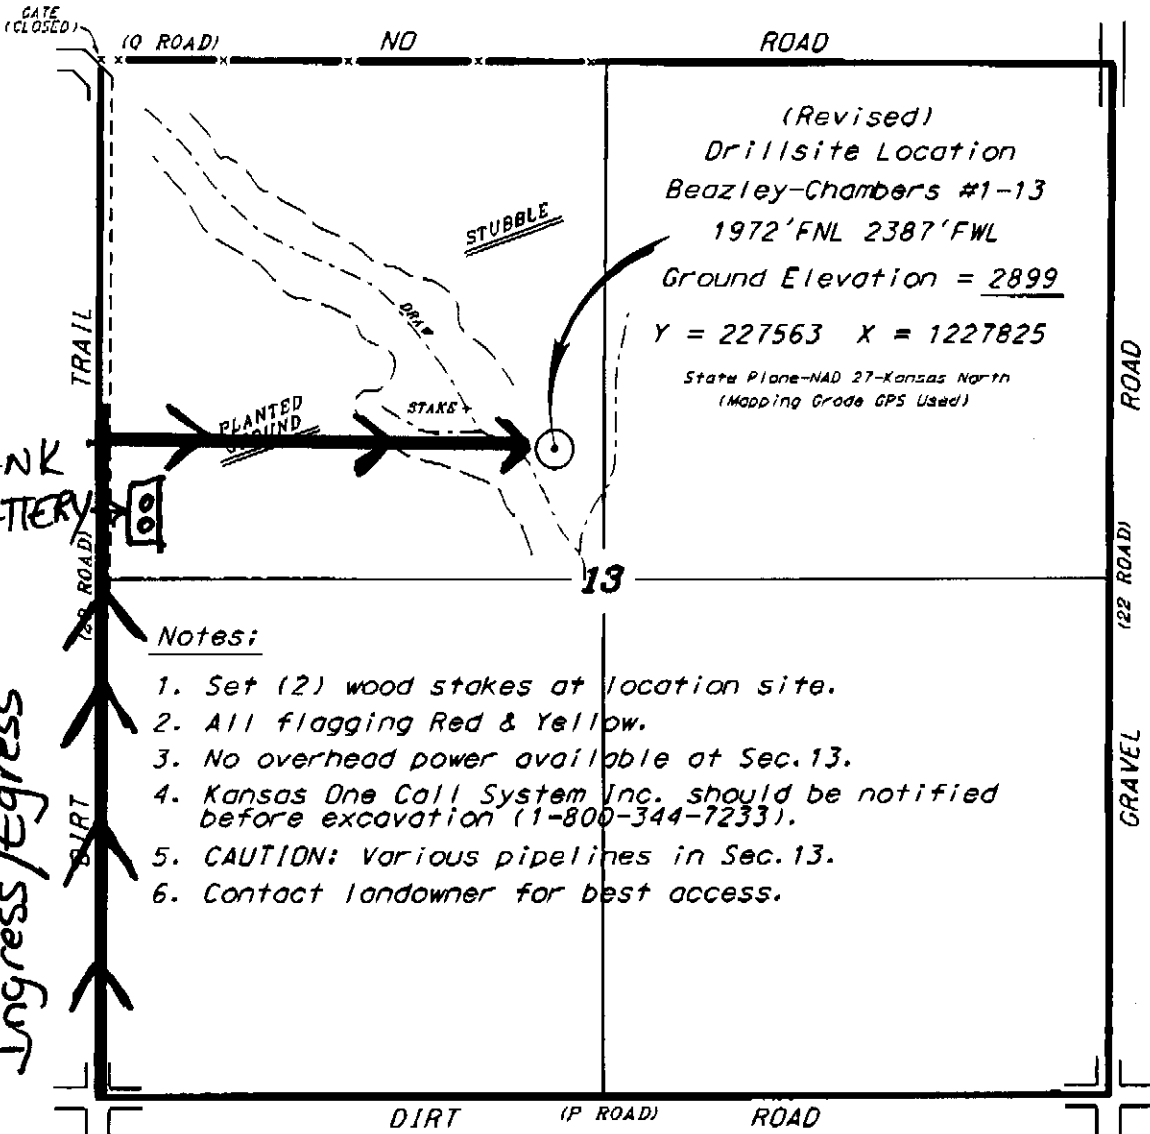 GATE
(CLOSED)
(Q ROAD) NO ROAD
(Revised)
Drillsite Location
Beazley-Chambers #1-13
1972'FNL 2387'FWL
Ground Elevation = 2899
Y = 227563 X = 1227825
State Plane-NAD 27-Kansas North
(Mapping Grade GPS Used)
STUBBLE
DRAW
STAKE
PLANTED
GROUND
TRAIL
ROAD)
DIRT
Ingress/Egress
13
ROAD
(22 ROAD)
GRAVEL
Notes:
1. Set (2) wood stakes at location site.
2. All flagging Red & Yellow.
3. No overhead power available at Sec.13.
4. Kansas One Call System Inc. should be notified
before excavation (1-800-344-7233).
5. CAUTION: Various pipelines in Sec.13.
6. Contact landowner for best access.
DIRT (P ROAD) ROAD